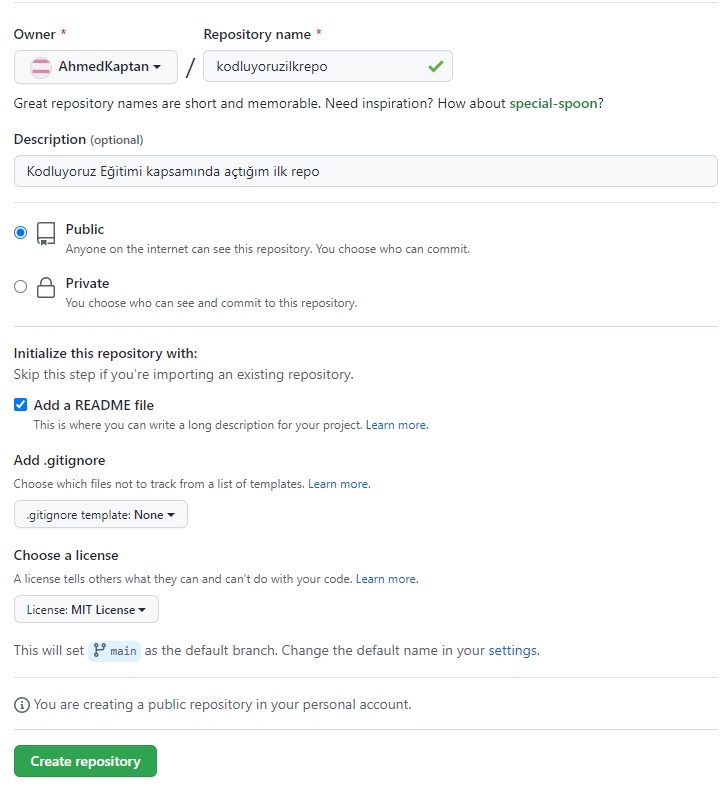 Owner * Repository name *
AhmedKaptan / kodluyoruzilkrepo
Great repository names are short and memorable. Need inspiration? How about special-spoon?
Description (optional)
Kodluyoruz Eğitimi kapsamında açtığım ilk repo
Public
Anyone on the internet can see this repository. You choose who can commit.
Private
You choose who can see and commit to this repository.
Initialize this repository with:
Skip this step if you're importing an existing repository.
Add a README file
This is where you can write a long description for your project. Learn more.
Add .gitignore
Choose which files not to track from a list of templates. Learn more.
.gitignore template: None
Choose a license
A license tells others what they can and can't do with your code. Learn more.
License: MIT License
This will set main as the default branch. Change the default name in your settings.
You are creating a public repository in your personal account.
Create repository